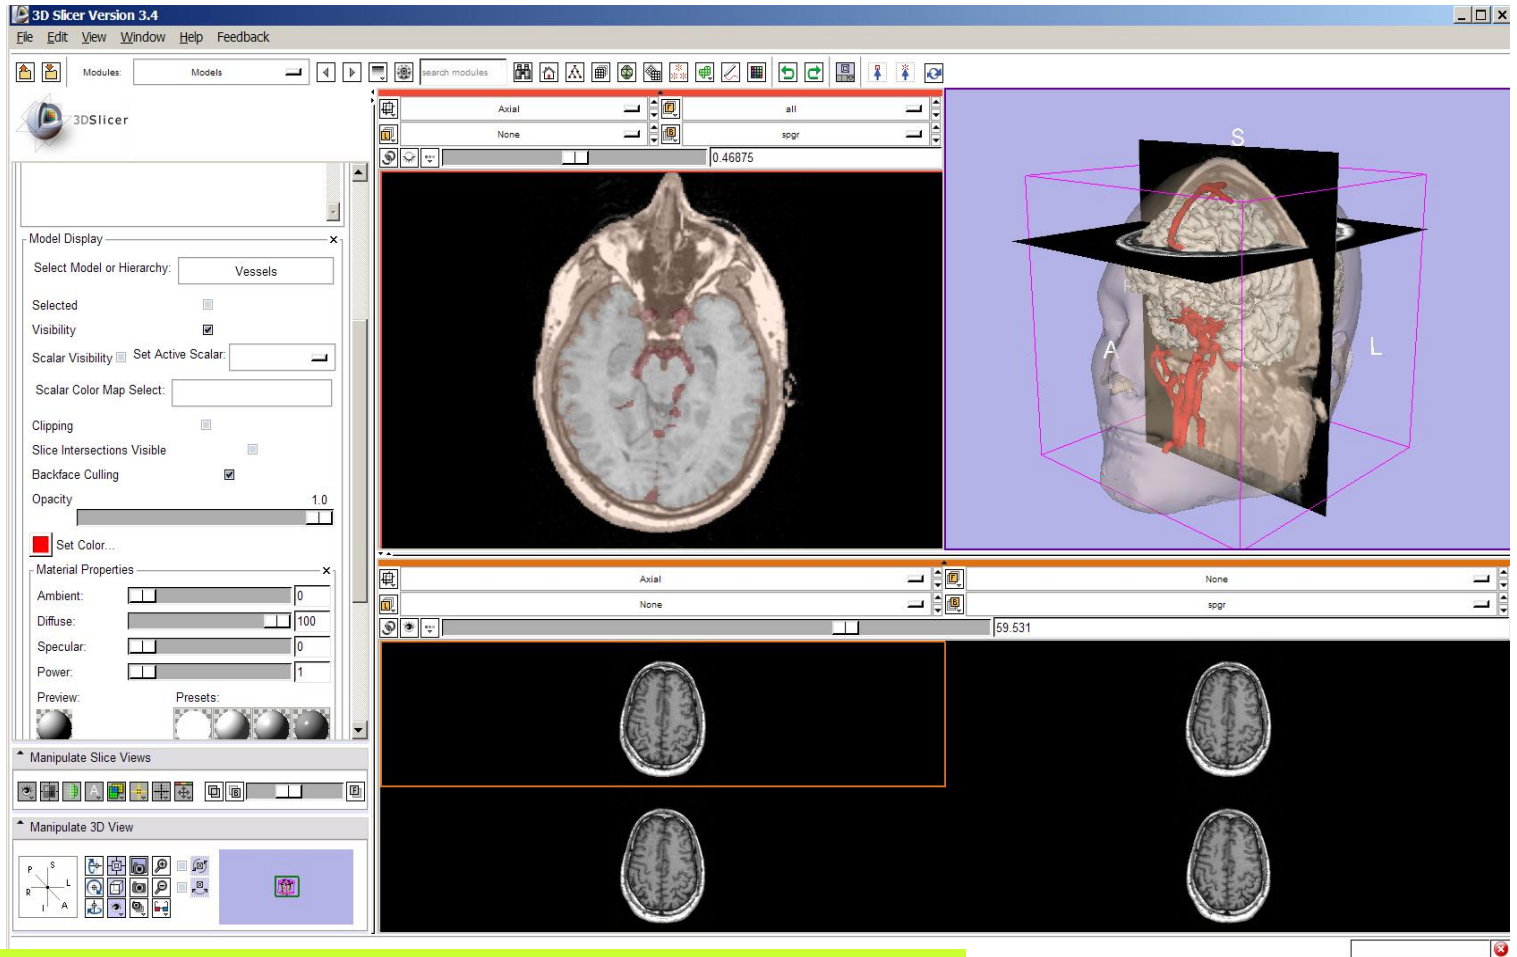 3D Slicer Version 3.4
File Edit View Window Help Feedback
Modules: Models search modules
3DSlicer
Axial all
None spgr
0.46875
S
A
L
Model Display x
Select Model or Hierarchy: Vessels
Selected
Visibility
Scalar Visibility Set Active Scalar:
Scalar Color Map Select:
Clipping
Slice Intersections Visible
Backface Culling
Opacity 1.0
Set Color...
Material Properties x
Ambient: 0
Diffuse: 100
Specular: 0
Power: 1
Preview: Presets:
Axial None
None spgr
59.531
Manipulate Slice Views
Manipulate 3D View
P S
R L
I A